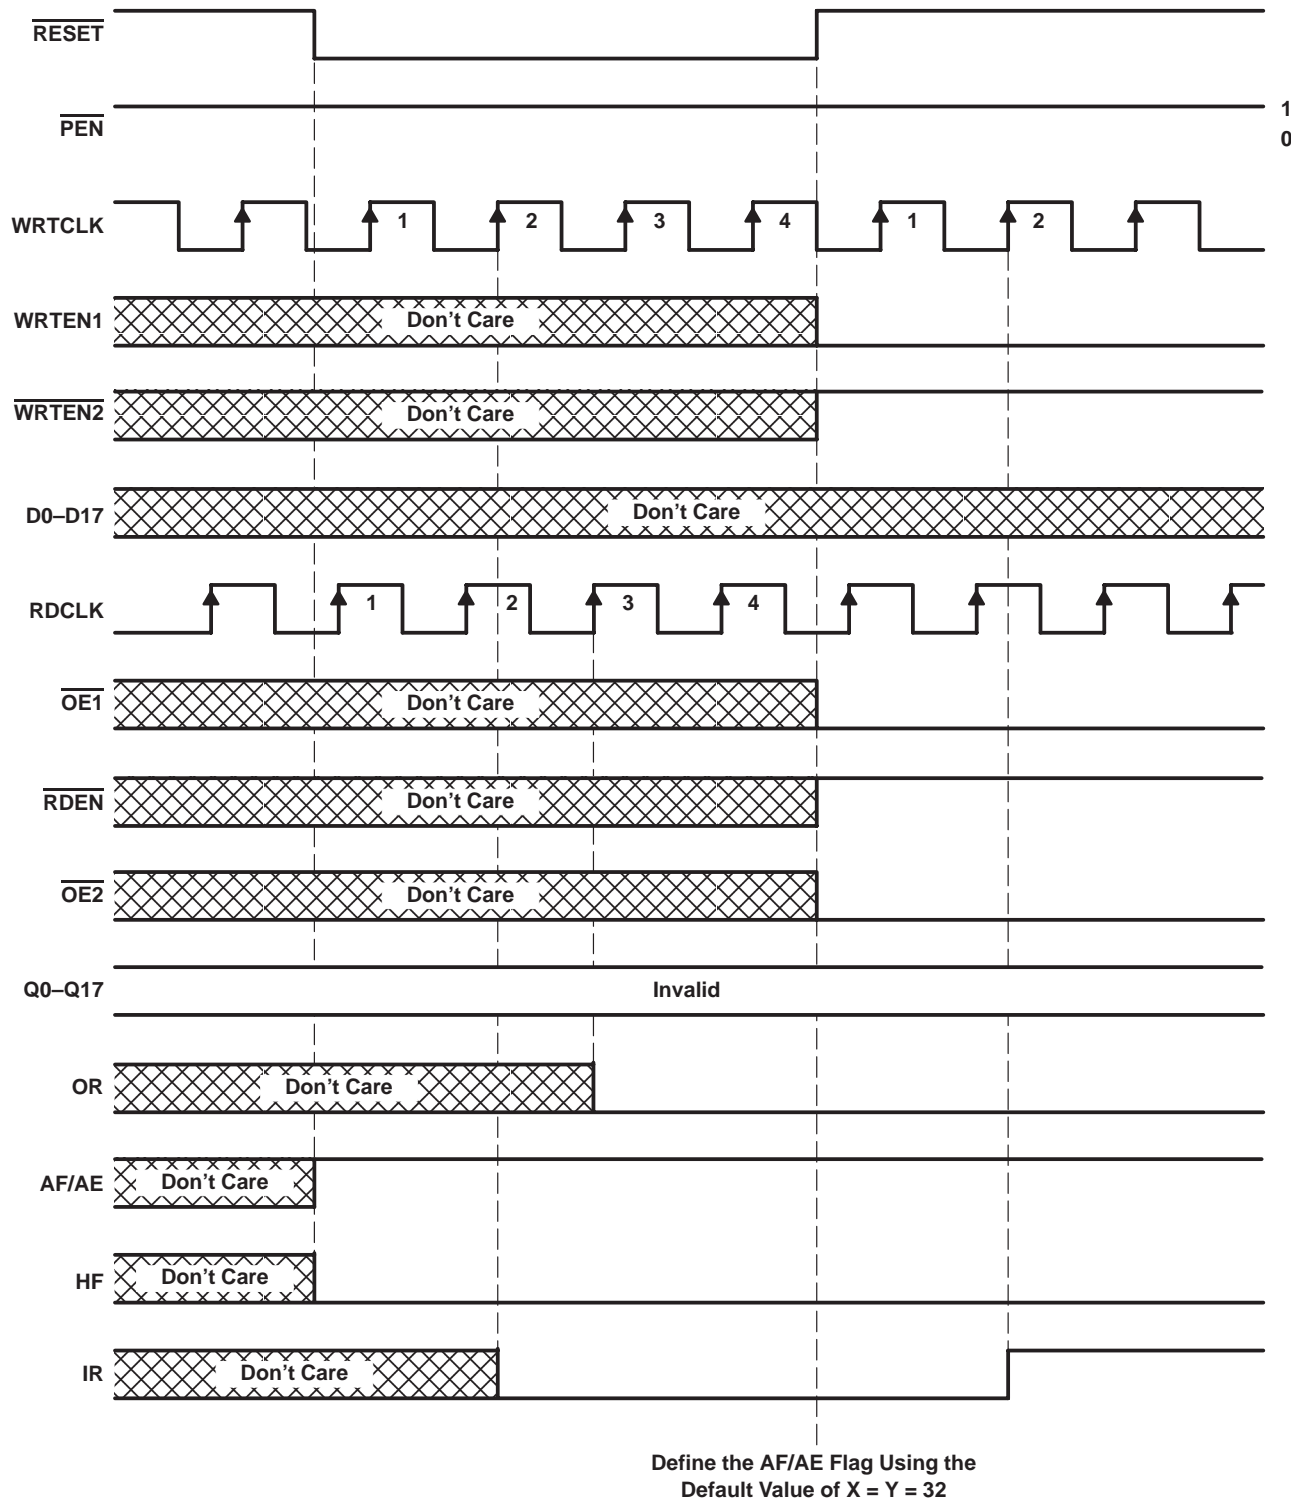 RESET
PEN
1
0
WRTCLK 1 2 3 4 1 2
WRTEN1 Don't Care
WRTEN2 Don't Care
D0–D17 Don't Care
RDCLK 1 2 3 4
OE1 Don't Care
RDEN Don't Care
OE2 Don't Care
Q0–Q17 Invalid
OR Don't Care
AF/AE Don't Care
HF Don't Care
IR Don't Care
Define the AF/AE Flag Using the
Default Value of X = Y = 32